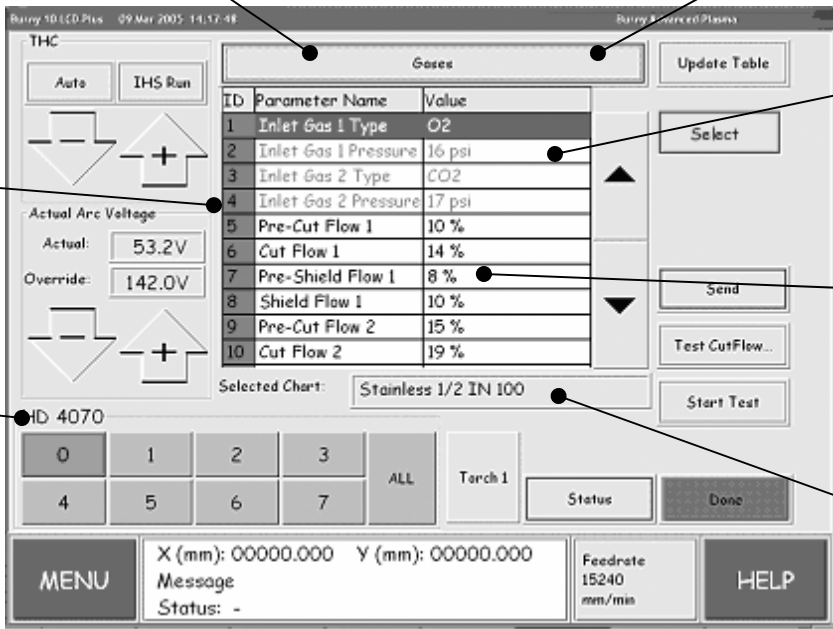 Burny 10 LCD Plus 09 Mar 2005 14:17:48 Burny Advanced Plasma
THC
Auto IHS Run
Gases
Update Table
ID Parameter Name Value
1 Inlet Gas 1 Type O2
2 Inlet Gas 1 Pressure 16 psi
3 Inlet Gas 2 Type CO2
4 Inlet Gas 2 Pressure 17 psi
5 Pre-Cut Flow 1 10 %
6 Cut Flow 1 14 %
7 Pre-Shield Flow 1 8 %
8 Shield Flow 1 10 %
9 Pre-Cut Flow 2 15 %
10 Cut Flow 2 19 %
Select
+
Actual Arc Voltage
Actual: 53.2V
Override: 142.0V
+
Send
Test CutFlow...
Selected Chart: Stainless 1/2 IN 100
Start Test
HD 4070
0 1 2 3
ALL Torch 1
4 5 6 7
Status Done
MENU
X (mm): 00000.000 Y (mm): 00000.000
Message
Status: -
Feedrate
15240
mm/min
HELP